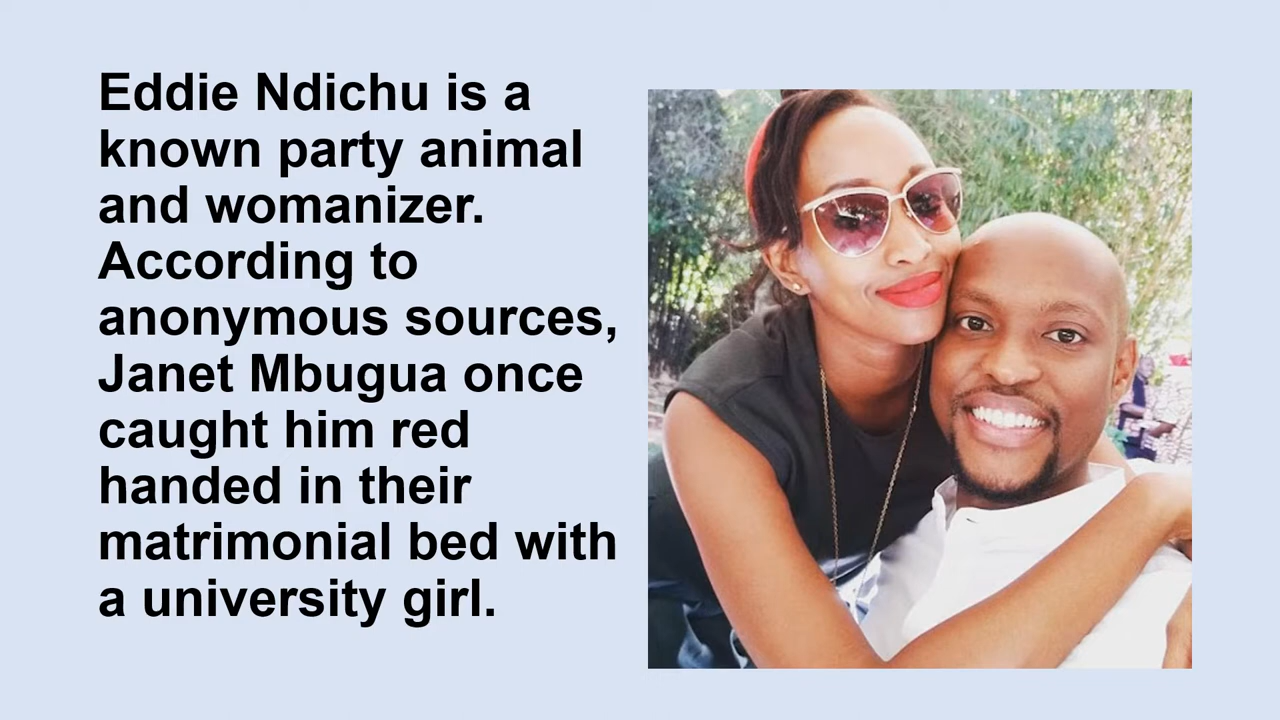 Eddie Ndichu is a
known party animal
and womanizer.
According to
anonymous sources,
Janet Mbugua once
caught him red
handed in their
matrimonial bed with
a university girl.